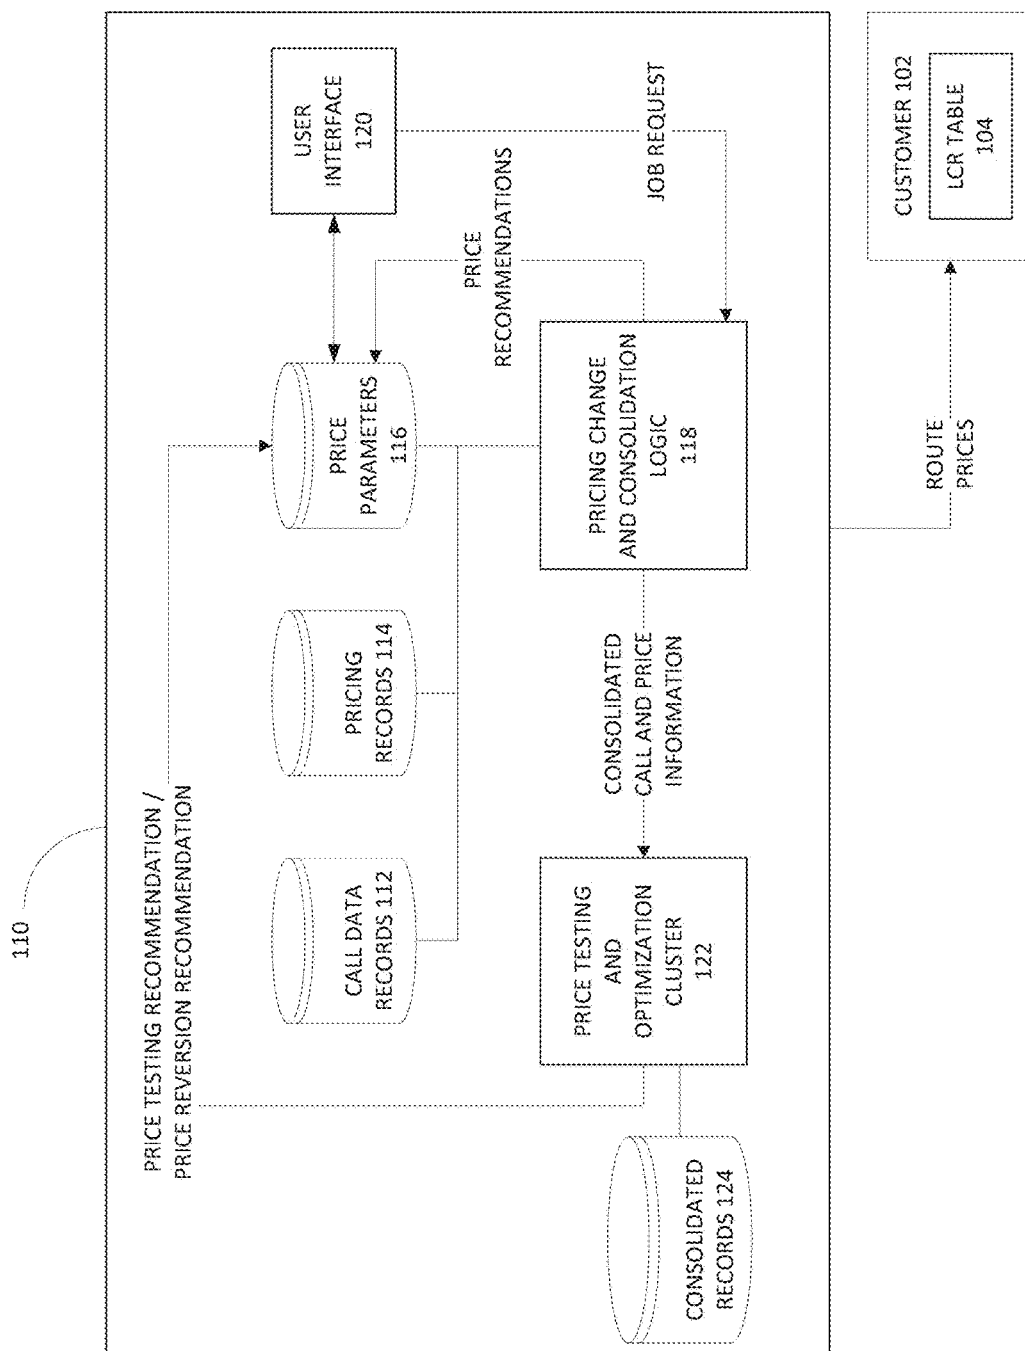 110
PRICE TESTING RECOMMENDATION /
PRICE REVERSION RECOMMENDATION
CALL DATA
RECORDS 112
PRICING
RECORDS 114
PRICE
PARAMETERS
116
USER
INTERFACE
120
PRICE
RECOMMENDATIONS
JOB REQUEST
CONSOLIDATED
RECORDS 124
PRICE TESTING
AND
OPTIMIZATION
CLUSTER
122
CONSOLIDATED
CALL AND PRICE
INFORMATION
PRICING CHANGE
AND CONSOLIDATION
LOGIC
118
ROUTE
PRICES
CUSTOMER 102
LCR TABLE
104